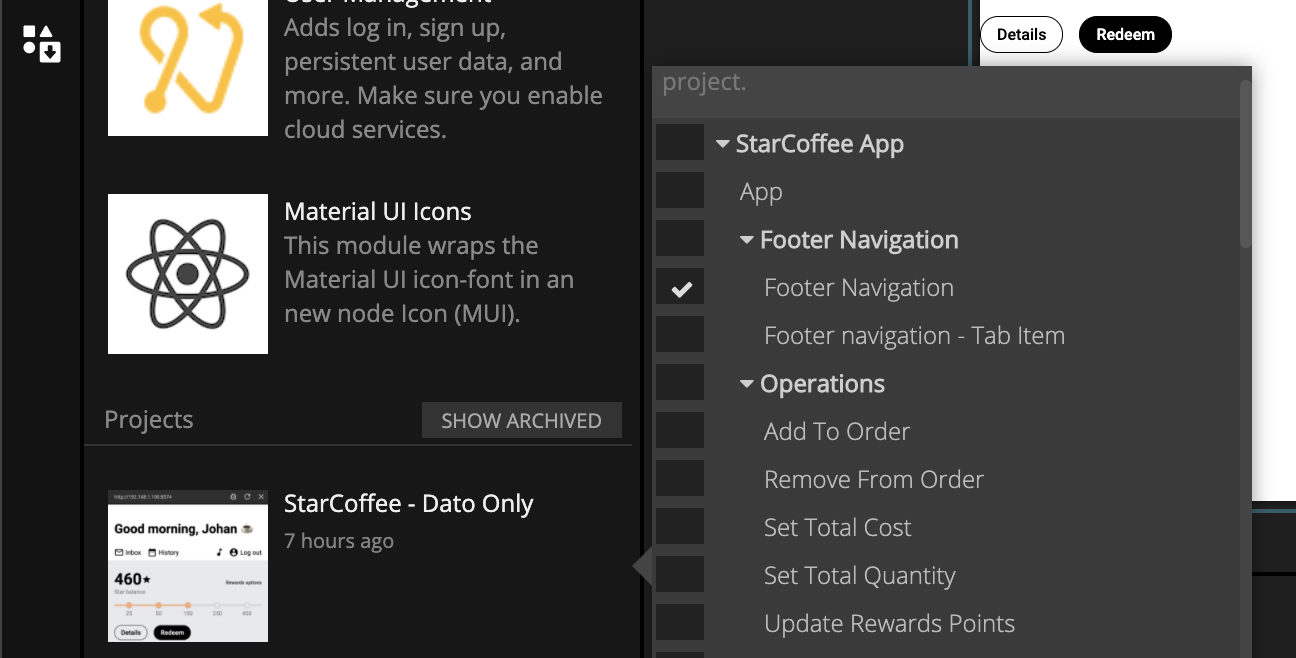 User Management
Adds log in, sign up,
persistent user data, and
more. Make sure you enable
cloud services.
Material UI Icons
This module wraps the
Material UI icon-font in an
new node Icon (MUI).
Projects
SHOW ARCHIVED
http://192.168.1.108:8574
Good morning, Johan
Inbox
History
Log out
460★
Rewards options
Star balance
25
50
100
250
400
Details
Redeem
StarCoffee - Dato Only
7 hours ago
Details
Redeem
project.
StarCoffee App
App
Footer Navigation
Footer Navigation
Footer navigation - Tab Item
Operations
Add To Order
Remove From Order
Set Total Cost
Set Total Quantity
Update Rewards Points